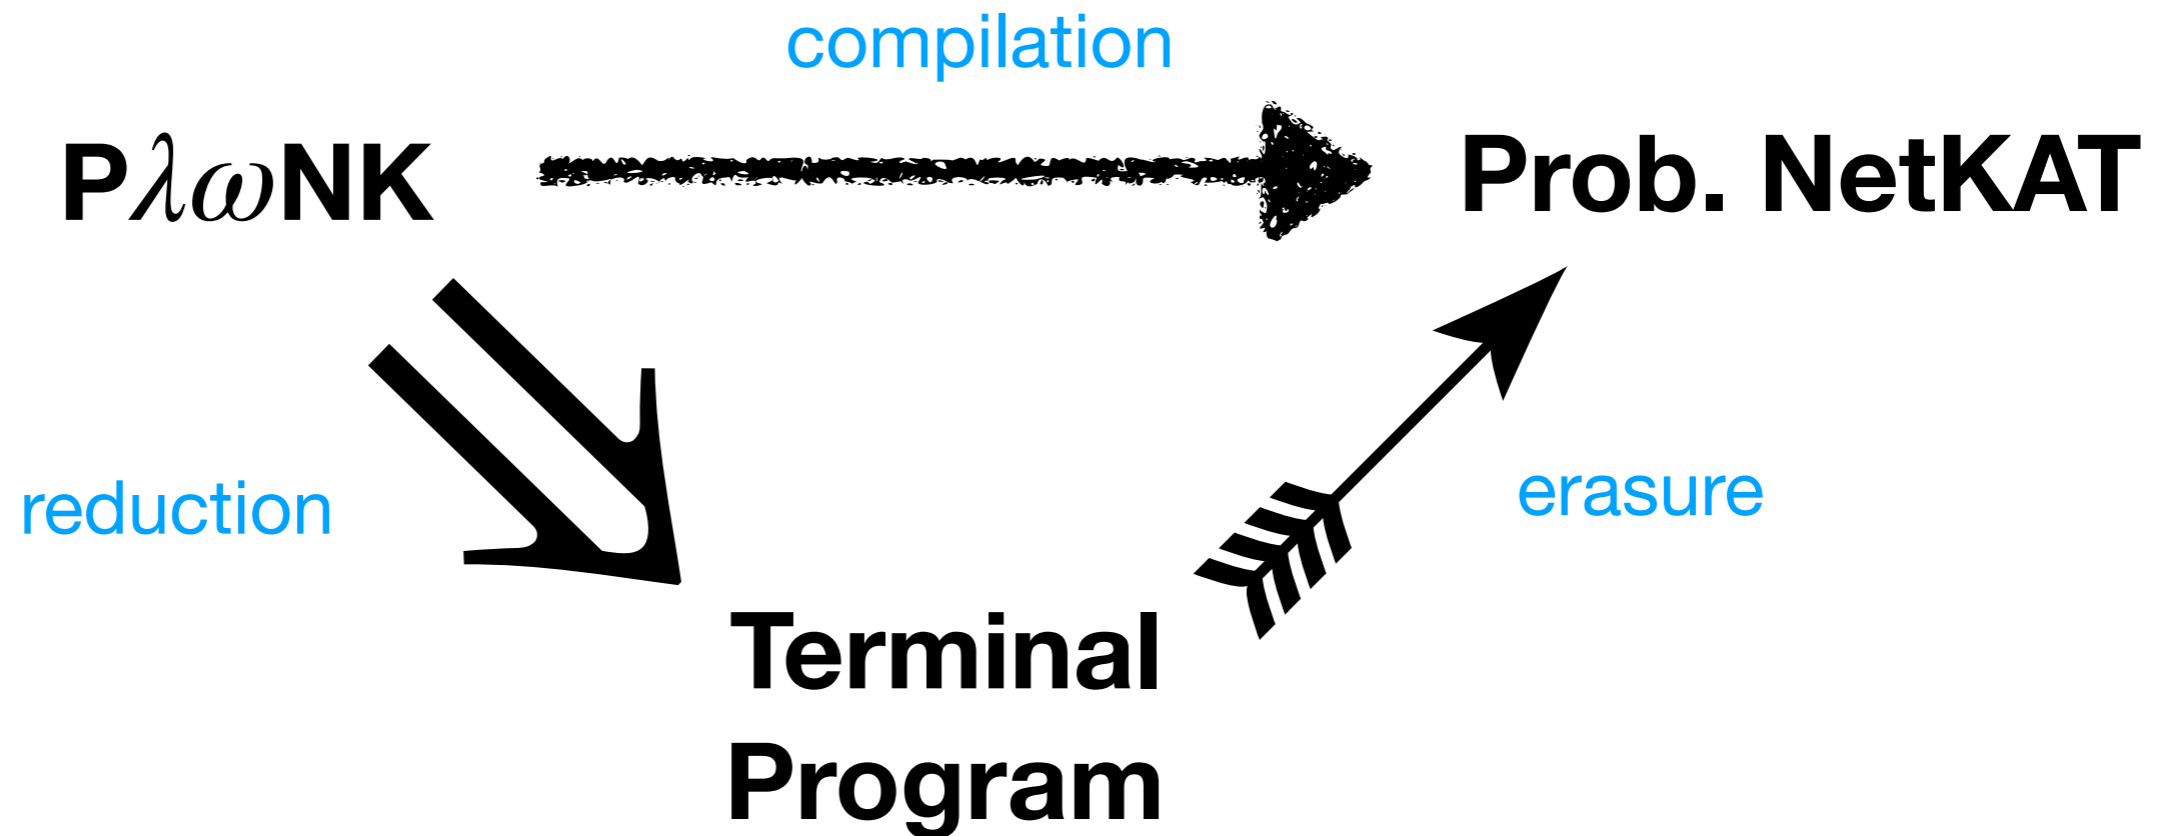 compilation
PλωNK
Prob. NetKAT
reduction
erasure
Terminal
Program